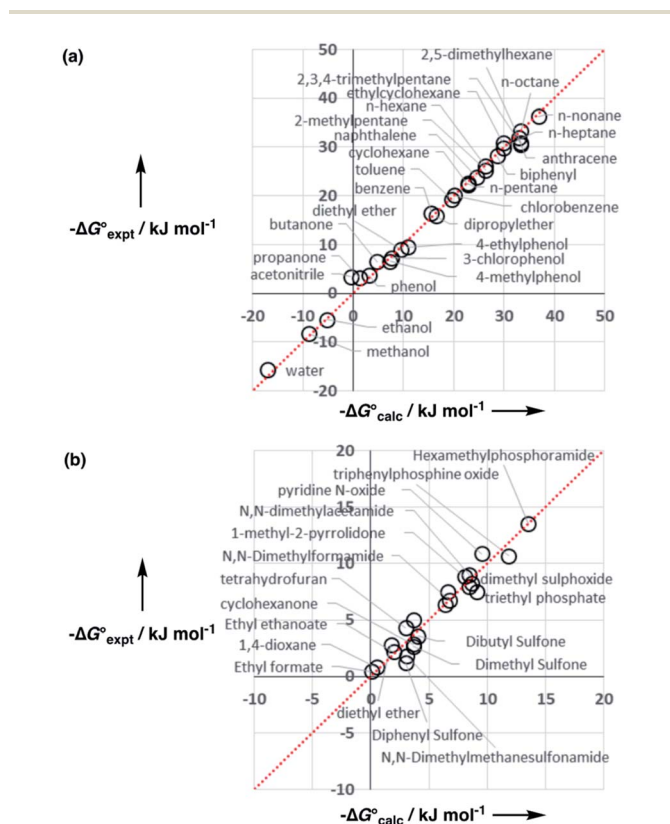 (a)
50
2,5-dimethylhexane
2,3,4-trimethylpentane
n-octane
ethylcyclohexane
40
n-hexane
n-nonane
2-methylpentane
n-heptane
naphthalene
30
cyclohexane
anthracene
toluene
biphenyl
benzene
20
n-pentane
diethyl ether
chlorobenzene
-ΔG°expt / kJ mol-1
butanone
dipropylether
10
4-ethylphenol
propanone
3-chlorophenol
acetonitrile
4-methylphenol
0
phenol
-20 -10 0 10 20 30 40 50
ethanol
-10
methanol
water
-20
-ΔG°calc / kJ mol-1
(b)
20
Hexamethylphosphoramide
triphenylphosphine oxide
pyridine N-oxide
15
N,N-dimethylacetamide
1-methyl-2-pyrrolidone
N,N-Dimethylformamide
10
tetrahydrofuran
dimethyl sulphoxide
triethyl phosphate
cyclohexanone
Ethyl ethanoate
5
-ΔG°expt / kJ mol-1
1,4-dioxane
Dibutyl Sulfone
Ethyl formate
Dimethyl Sulfone
0
-10 -5 0 5 10 15 20
diethyl ether
Diphenyl Sulfone
-5
N,N-Dimethylmethanesulfonamide
-10
-ΔG°calc / kJ mol-1